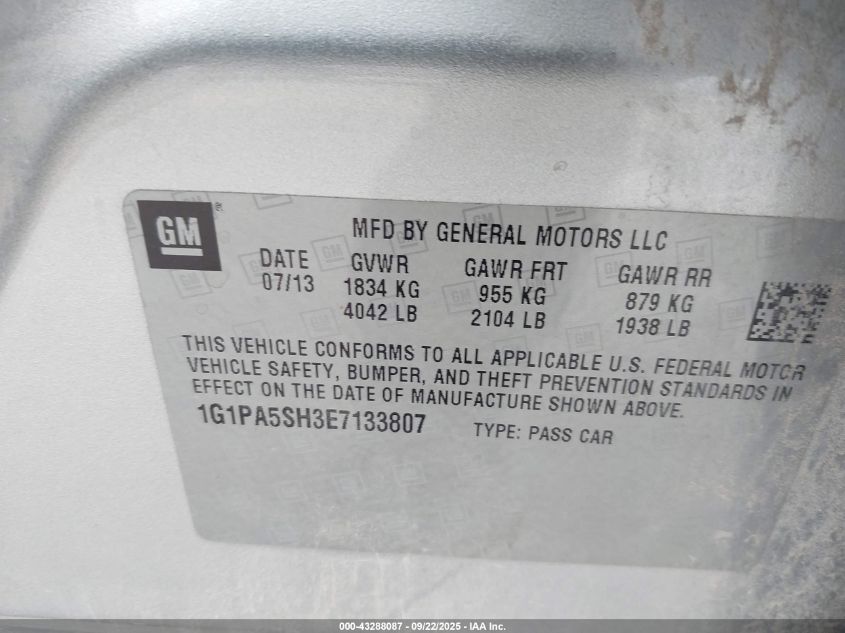 GM ®
MFD BY GENERAL MOTORS LLC
DATE GVWR GAWR FRT GAWR RR
07/13 1834 KG 955 KG 879 KG
4042 LB 2104 LB 1938 LB
THIS VEHICLE CONFORMS TO ALL APPLICABLE U.S. FEDERAL MOTOR
VEHICLE SAFETY, BUMPER, AND THEFT PREVENTION STANDARDS IN
EFFECT ON THE DATE OF MANUFACTURE SHOWN ABOVE.
1G1PA5SH3E7133807 TYPE: PASS CAR
000-43288087 - 09/22/2025 - IAA Inc.